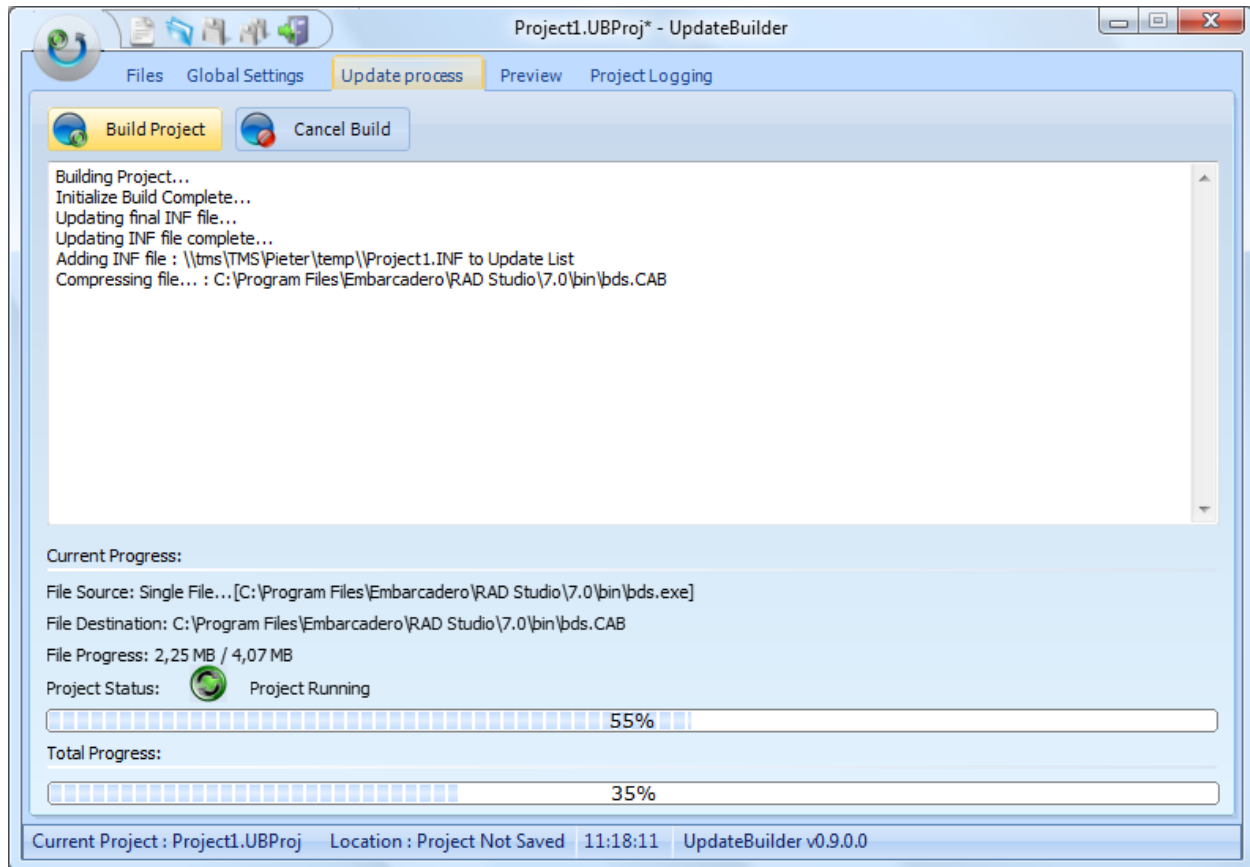 Project1.UBProj* - UpdateBuilder
Files Global Settings Update process Preview Project Logging
Build Project Cancel Build
Building Project...
Initialize Build Complete...
Updating final INF file...
Updating INF file complete...
Adding INF file : \\tms\TMS\Pieter\temp\\Project1.INF to Update List
Compressing file... : C:\Program Files\Embarcadero\RAD Studio\7.0\bin\bds.CAB
Current Progress:
File Source: Single File...[C:\Program Files\Embarcadero\RAD Studio\7.0\bin\bds.exe]
File Destination: C:\Program Files\Embarcadero\RAD Studio\7.0\bin\bds.CAB
File Progress: 2,25 MB / 4,07 MB
Project Status: Project Running
55%
Total Progress:
35%
Current Project : Project1.UBProj Location : Project Not Saved 11:18:11 UpdateBuilder v0.9.0.0